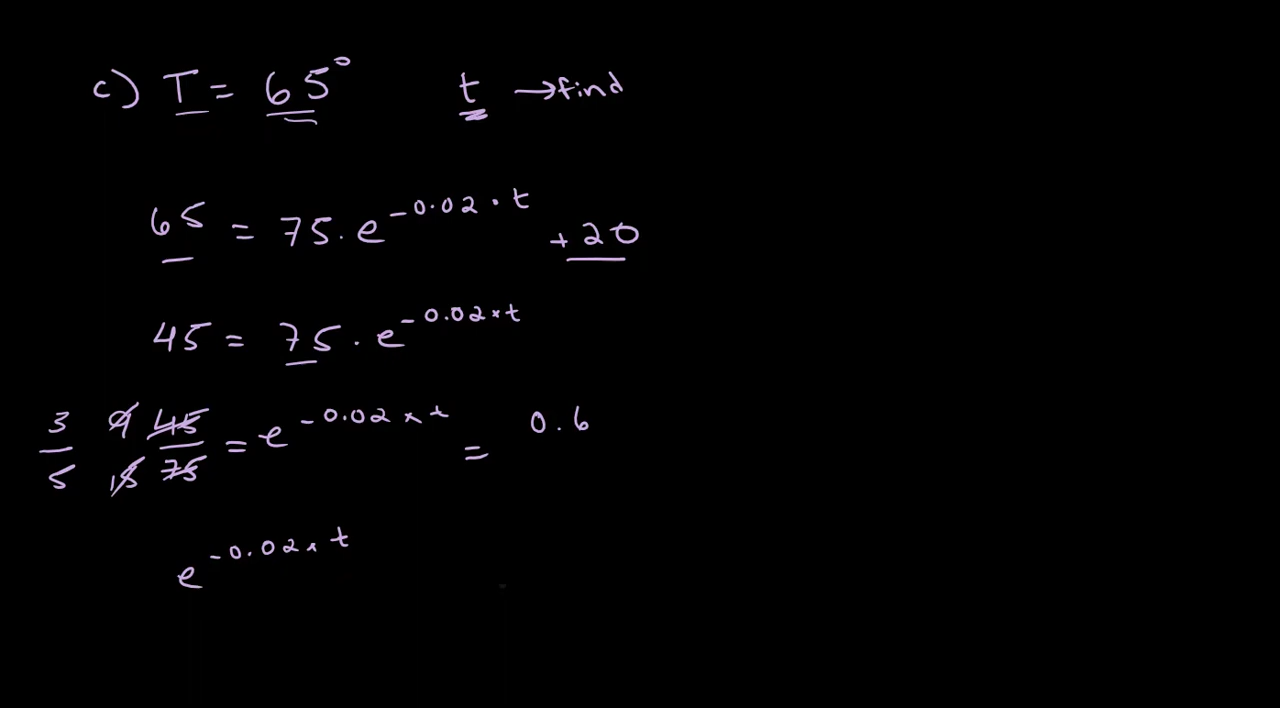 c) T = 65° t → find
65 = 75 · e^-0.02 · t + 20
45 = 75 · e^-0.02 × t
3/5 9/15 45/75 = e^-0.02 × t = 0.6
e^-0.02 × t